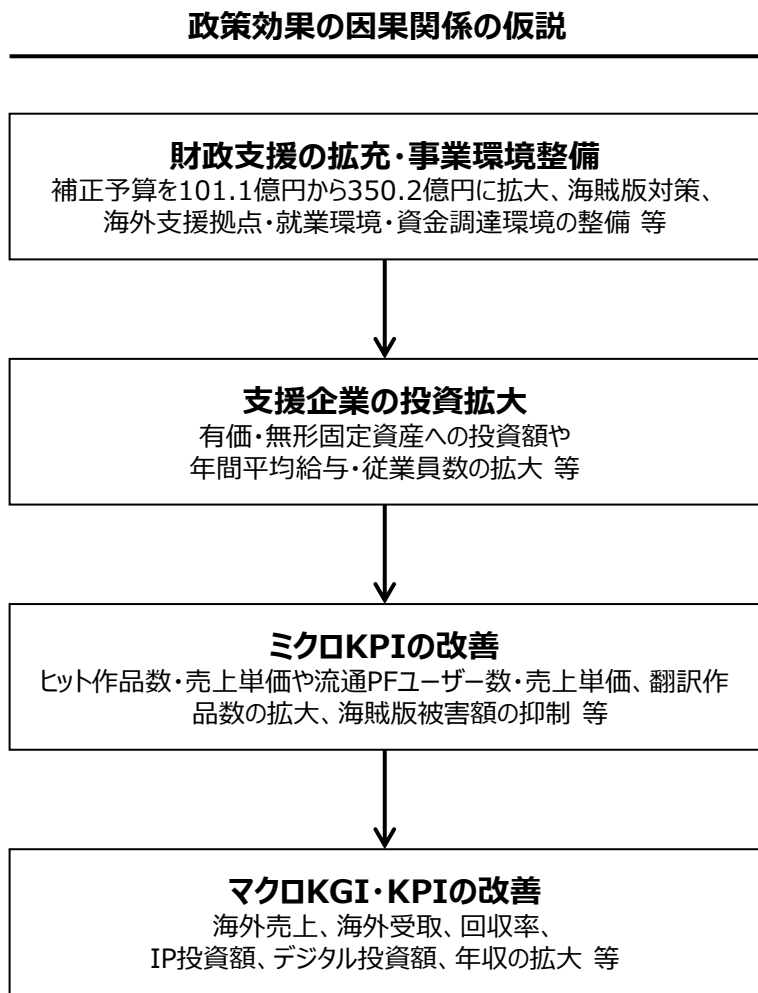 政策効果の因果関係の仮説
財政支援の拡充・事業環境整備
補正予算を101.1億円から350.2億円に拡大、海賊版対策、
海外支援拠点・就業環境・資金調達環境の整備 等
支援企業の投資拡大
有価・無形固定資産への投資額や
年間平均給与・従業員数の拡大 等
ミクロKPIの改善
ヒット作品数・売上単価や流通PFユーザー数・売上単価、翻訳作
品数の拡大、海賊版被害額の抑制 等
マクロKGI・KPIの改善
海外売上、海外受取、回収率、
IP投資額、デジタル投資額、年収の拡大 等